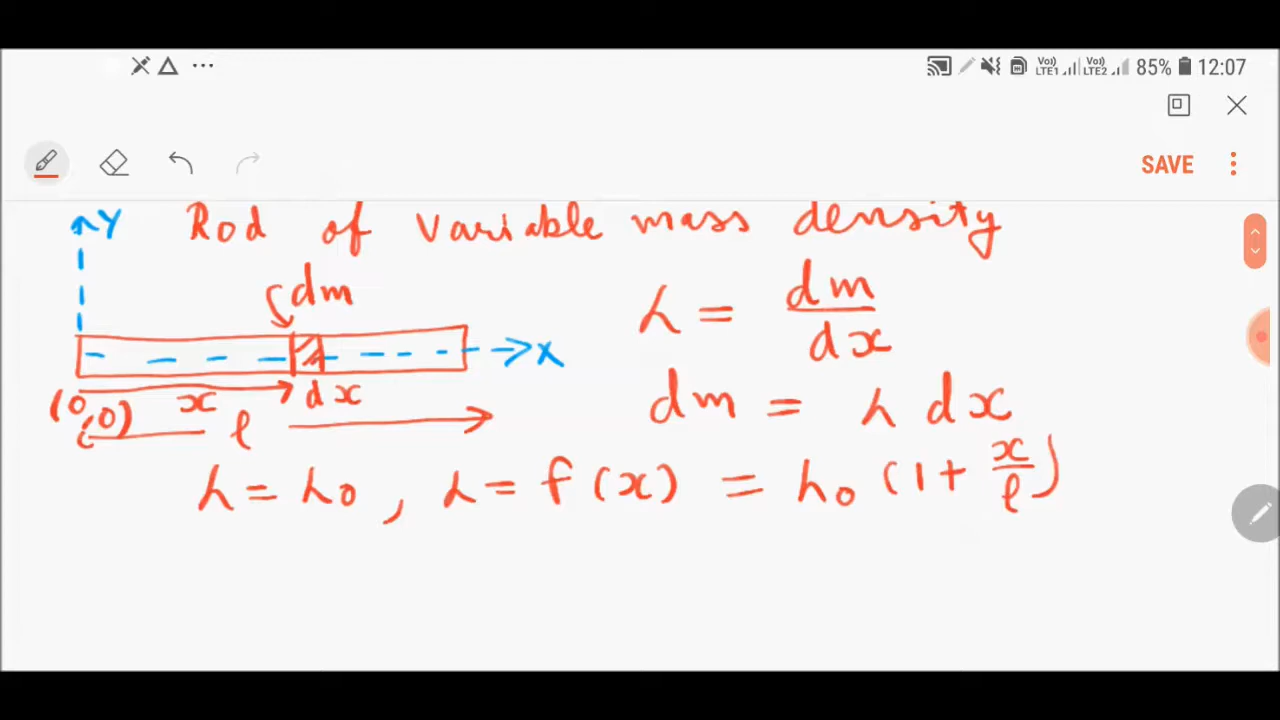 85% 12:07
SAVE
Y Rod of variable mass density
dm
λ = dm/dx
x
(0,0) x dx
l
dm = λ dx
λ = λ0, λ = f(x) = λ0 (1 + x/l)